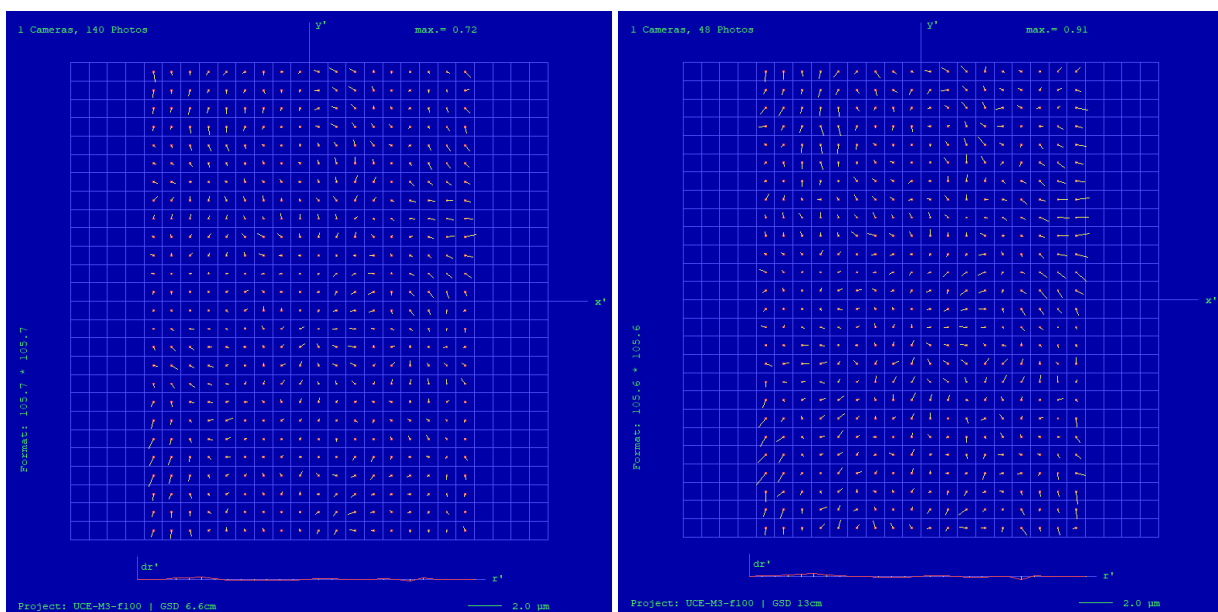 1 Cameras, 140 Photos
y'
max.= 0.72
x'
Format: 105.7 * 105.7
dr'
r'
Project: UCE-M3-f100 | GSD 6.6cm
2.0 µm
1 Cameras, 48 Photos
y'
max.= 0.91
x'
Format: 105.6 * 105.6
dr'
r'
Project: UCE-M3-f100 | GSD 13cm
2.0 µm